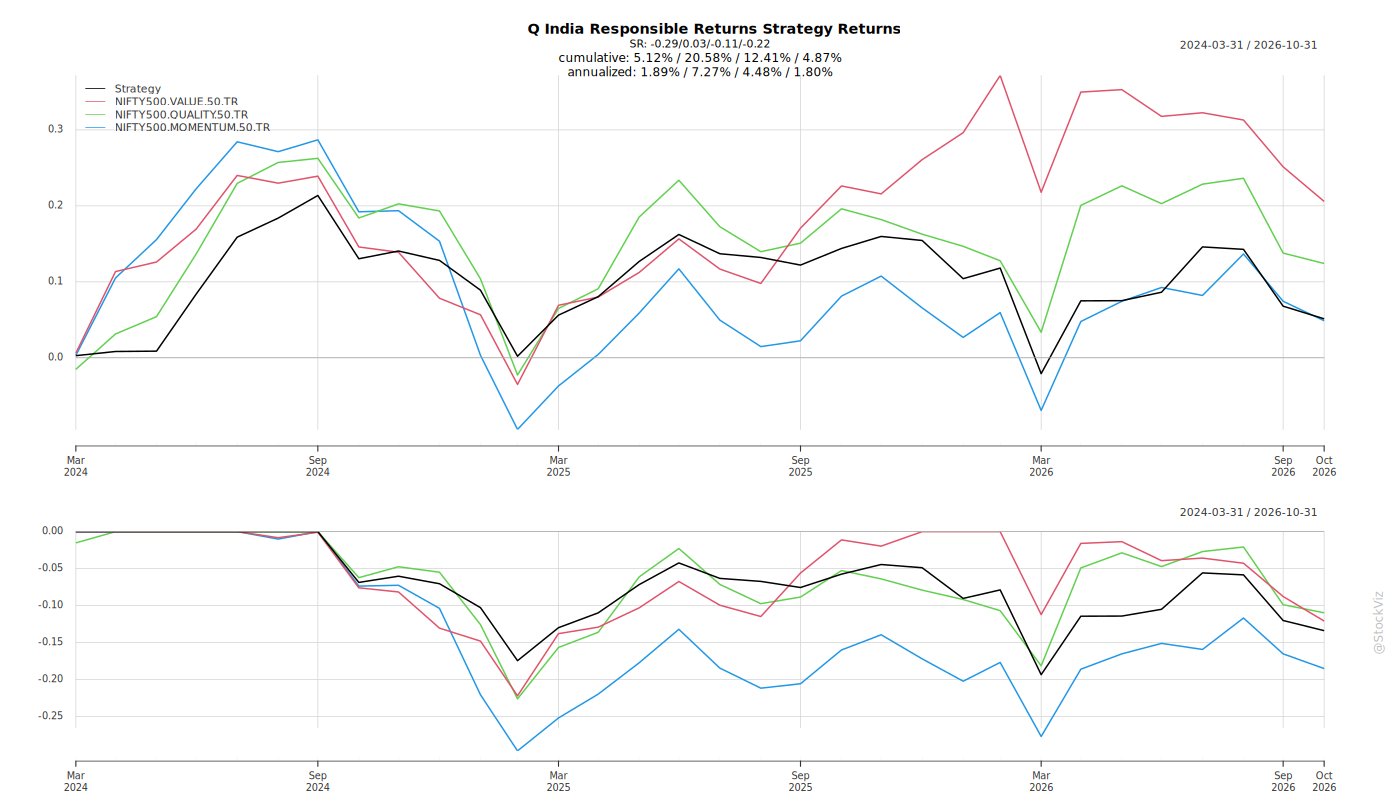 Q India Responsible Returns Strategy Returns
SR: -0.29/0.03/-0.11/-0.22
cumulative: 5.12% / 20.58% / 12.41% / 4.87%
annualized: 1.89% / 7.27% / 4.48% / 1.80%
2024-03-31 / 2026-10-31
Strategy
NIFTY500.VALUE.50.TR
NIFTY500.QUALITY.50.TR
NIFTY500.MOMENTUM.50.TR
0.3
0.2
0.1
0.0
Mar Sep Mar Sep Mar Sep Oct
2024 2024 2025 2025 2026 2026 2026
2024-03-31 / 2026-10-31
0.00
-0.05
-0.10
-0.15
-0.20
-0.25
Mar Sep Mar Sep Mar Sep Oct
2024 2024 2025 2025 2026 2026 2026
@StockViz